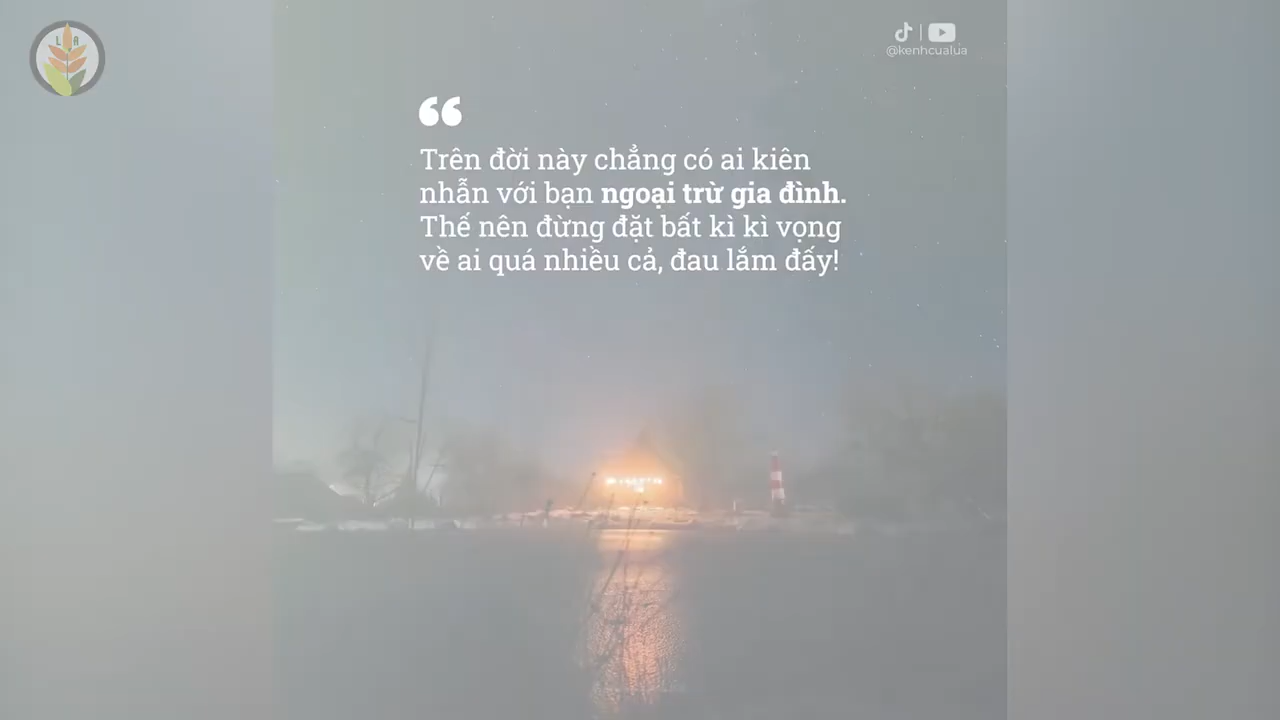 L A
@kenhcualua
“
Trên đời này chẳng có ai kiên
nhẫn với bạn ngoại trừ gia đình.
Thế nên đừng đặt bất kì kì vọng
về ai quá nhiều cả, đau lắm đấy!